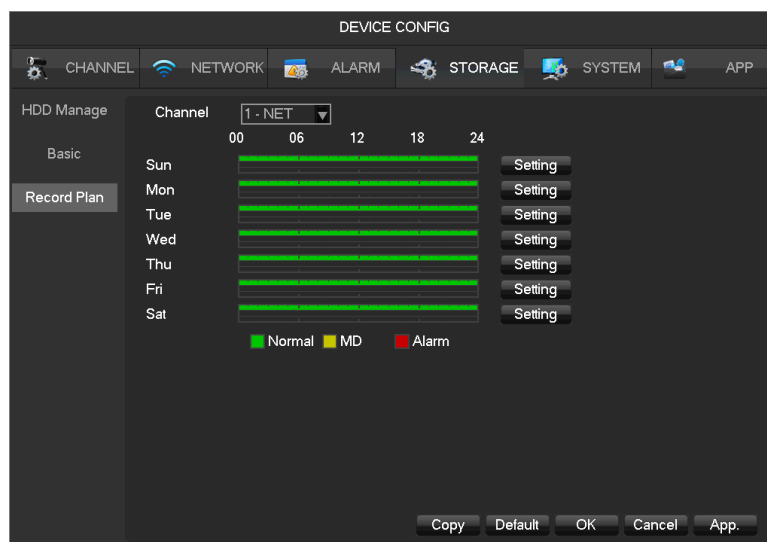 DEVICE CONFIG
CHANNEL NETWORK ALARM STORAGE SYSTEM APP
HDD Manage
Basic
Record Plan
Channel 1 - NET
00 06 12 18 24
Sun Setting
Mon Setting
Tue Setting
Wed Setting
Thu Setting
Fri Setting
Sat Setting
Normal MD Alarm
Copy Default OK Cancel App.